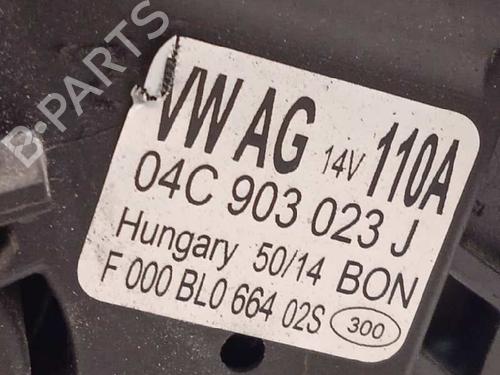 B-PARTS
VW AG 14V 110A
04C 903 023 J
Hungary 50/14 BON
F 000 BL0 664 02S 300